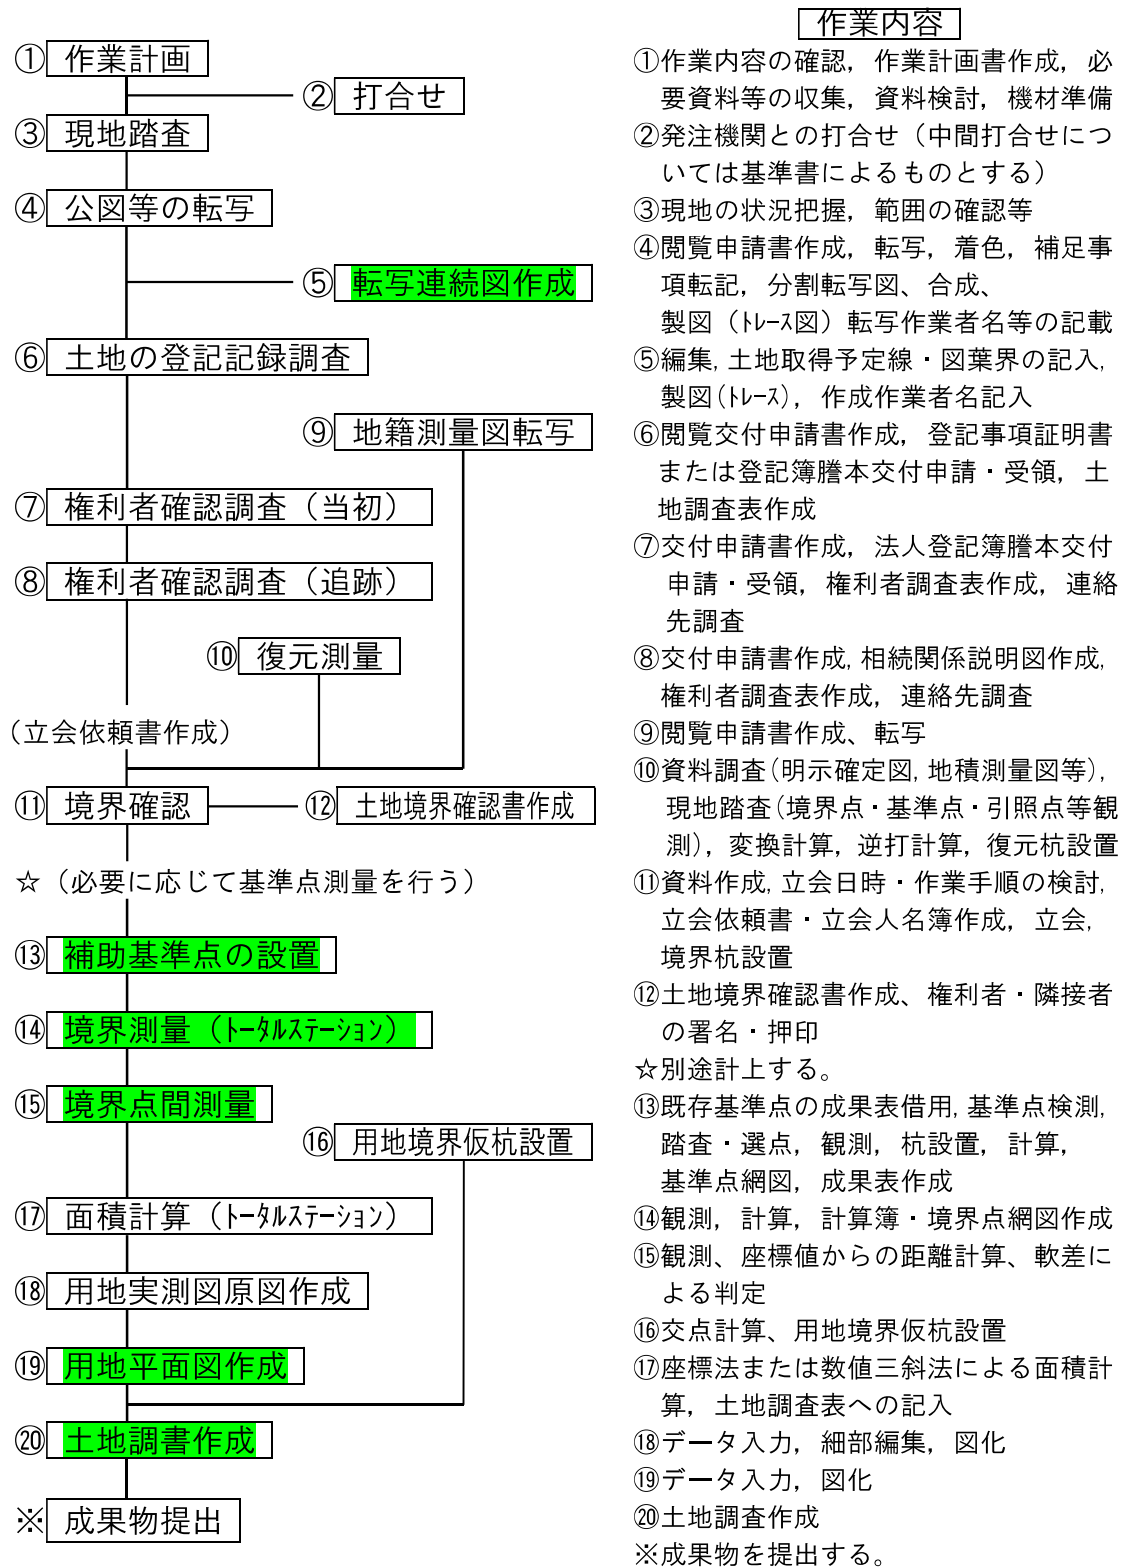 ①作業計画
②打合せ
③現地踏査
④公図等の転写
⑤転写連続図作成
⑥土地の登記記録調査
⑨地籍測量図転写
⑦権利者確認調査（当初）
⑧権利者確認調査（追跡）
⑩復元測量
（立会依頼書作成）
⑪境界確認
⑫土地境界確認書作成
☆（必要に応じて基準点測量を行う）
⑬補助基準点の設置
⑭境界測量（ﾄｰﾀﾙｽﾃｰｼｮﾝ）
⑮境界点間測量
⑯用地境界仮杭設置
⑰面積計算（ﾄｰﾀﾙｽﾃｰｼｮﾝ）
⑱用地実測図原図作成
⑲用地平面図作成
⑳土地調書作成
※成果物提出
作業内容
①作業内容の確認，作業計画書作成，必
要資料等の収集，資料検討，機材準備
②発注機関との打合せ（中間打合せにつ
いては基準書によるものとする）
③現地の状況把握，範囲の確認等
④閲覧申請書作成，転写，着色，補足事
項転記，分割転写図、合成、
製図（ﾄﾚｰｽ図）転写作業者名等の記載
⑤編集,土地取得予定線・図葉界の記入,
製図(ﾄﾚｰｽ)，作成作業者名記入
⑥閲覧交付申請書作成，登記事項証明書
または登記簿謄本交付申請・受領，土
地調査表作成
⑦交付申請書作成，法人登記簿謄本交付
申請・受領，権利者調査表作成，連絡
先調査
⑧交付申請書作成,相続関係説明図作成,
権利者調査表作成，連絡先調査
⑨閲覧申請書作成、転写
⑩資料調査(明示確定図,地積測量図等),
現地踏査(境界点・基準点・引照点等観
測)，変換計算，逆打計算，復元杭設置
⑪資料作成,立会日時・作業手順の検討,
立会依頼書・立会人名簿作成，立会,
境界杭設置
⑫土地境界確認書作成、権利者・隣接者
の署名・押印
☆別途計上する。
⑬既存基準点の成果表借用,基準点検測,
踏査・選点，観測，杭設置，計算，
基準点網図，成果表作成
⑭観測，計算，計算簿・境界点網図作成
⑮観測、座標値からの距離計算、軟差に
よる判定
⑯交点計算、用地境界仮杭設置
⑰座標法または数値三斜法による面積計
算，土地調査表への記入
⑱データ入力，細部編集，図化
⑲データ入力，図化
⑳土地調査作成
※成果物を提出する。